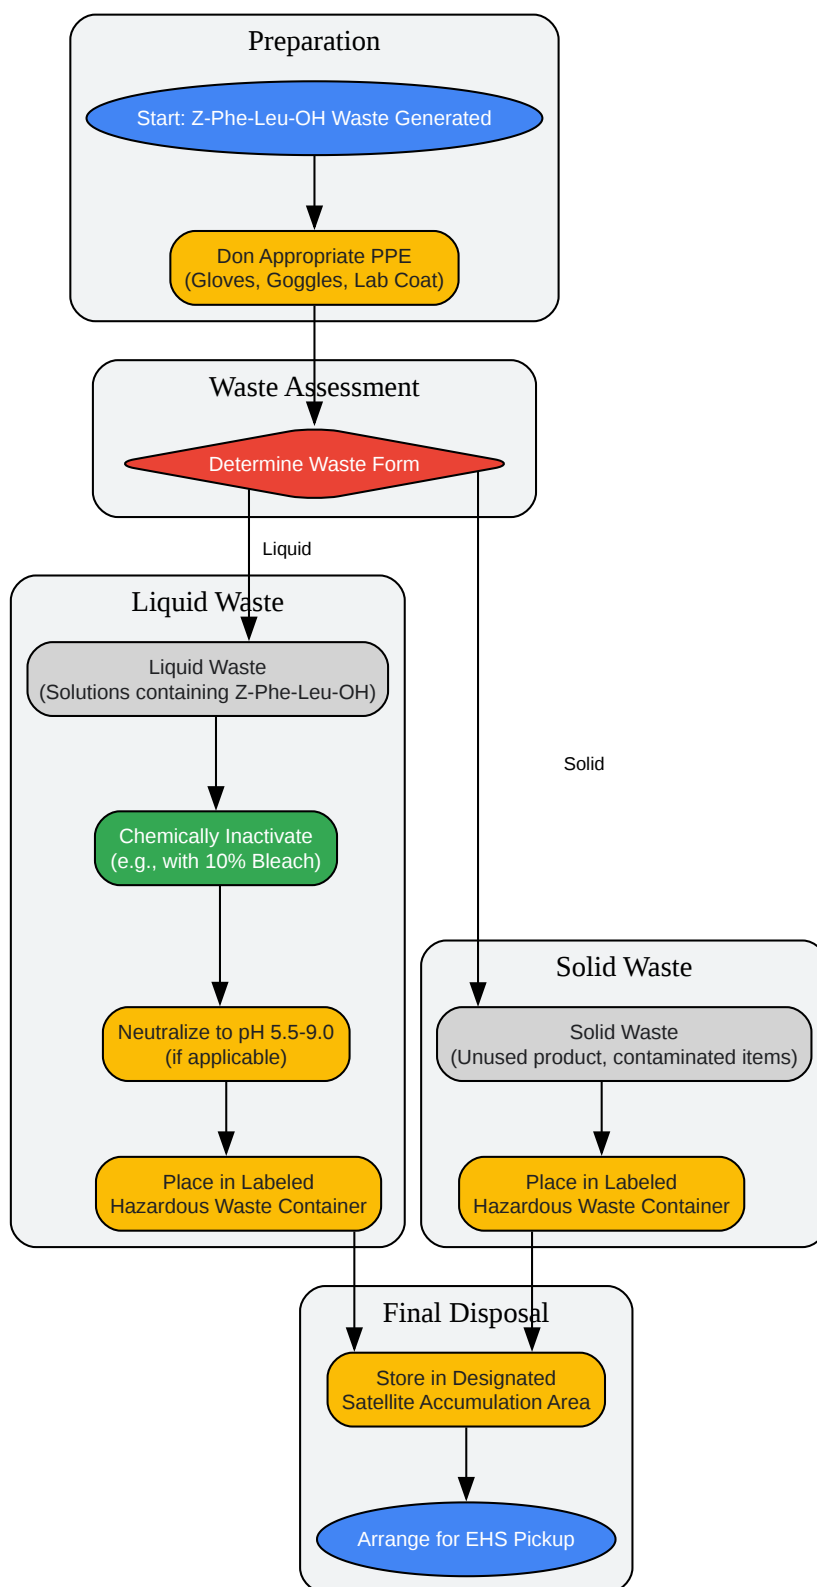 Preparation
Start: Z-Phe-Leu-OH Waste Generated
Don Appropriate PPE
(Gloves, Goggles, Lab Coat)
Waste Assessment
Determine Waste Form
Liquid
Liquid Waste
Liquid Waste
(Solutions containing Z-Phe-Leu-OH)
Chemically Inactivate
(e.g., with 10% Bleach)
Neutralize to pH 5.5-9.0
(if applicable)
Place in Labeled
Hazardous Waste Container
Solid
Solid Waste
Solid Waste
(Unused product, contaminated items)
Place in Labeled
Hazardous Waste Container
Final Disposal
Store in Designated
Satellite Accumulation Area
Arrange for EHS Pickup